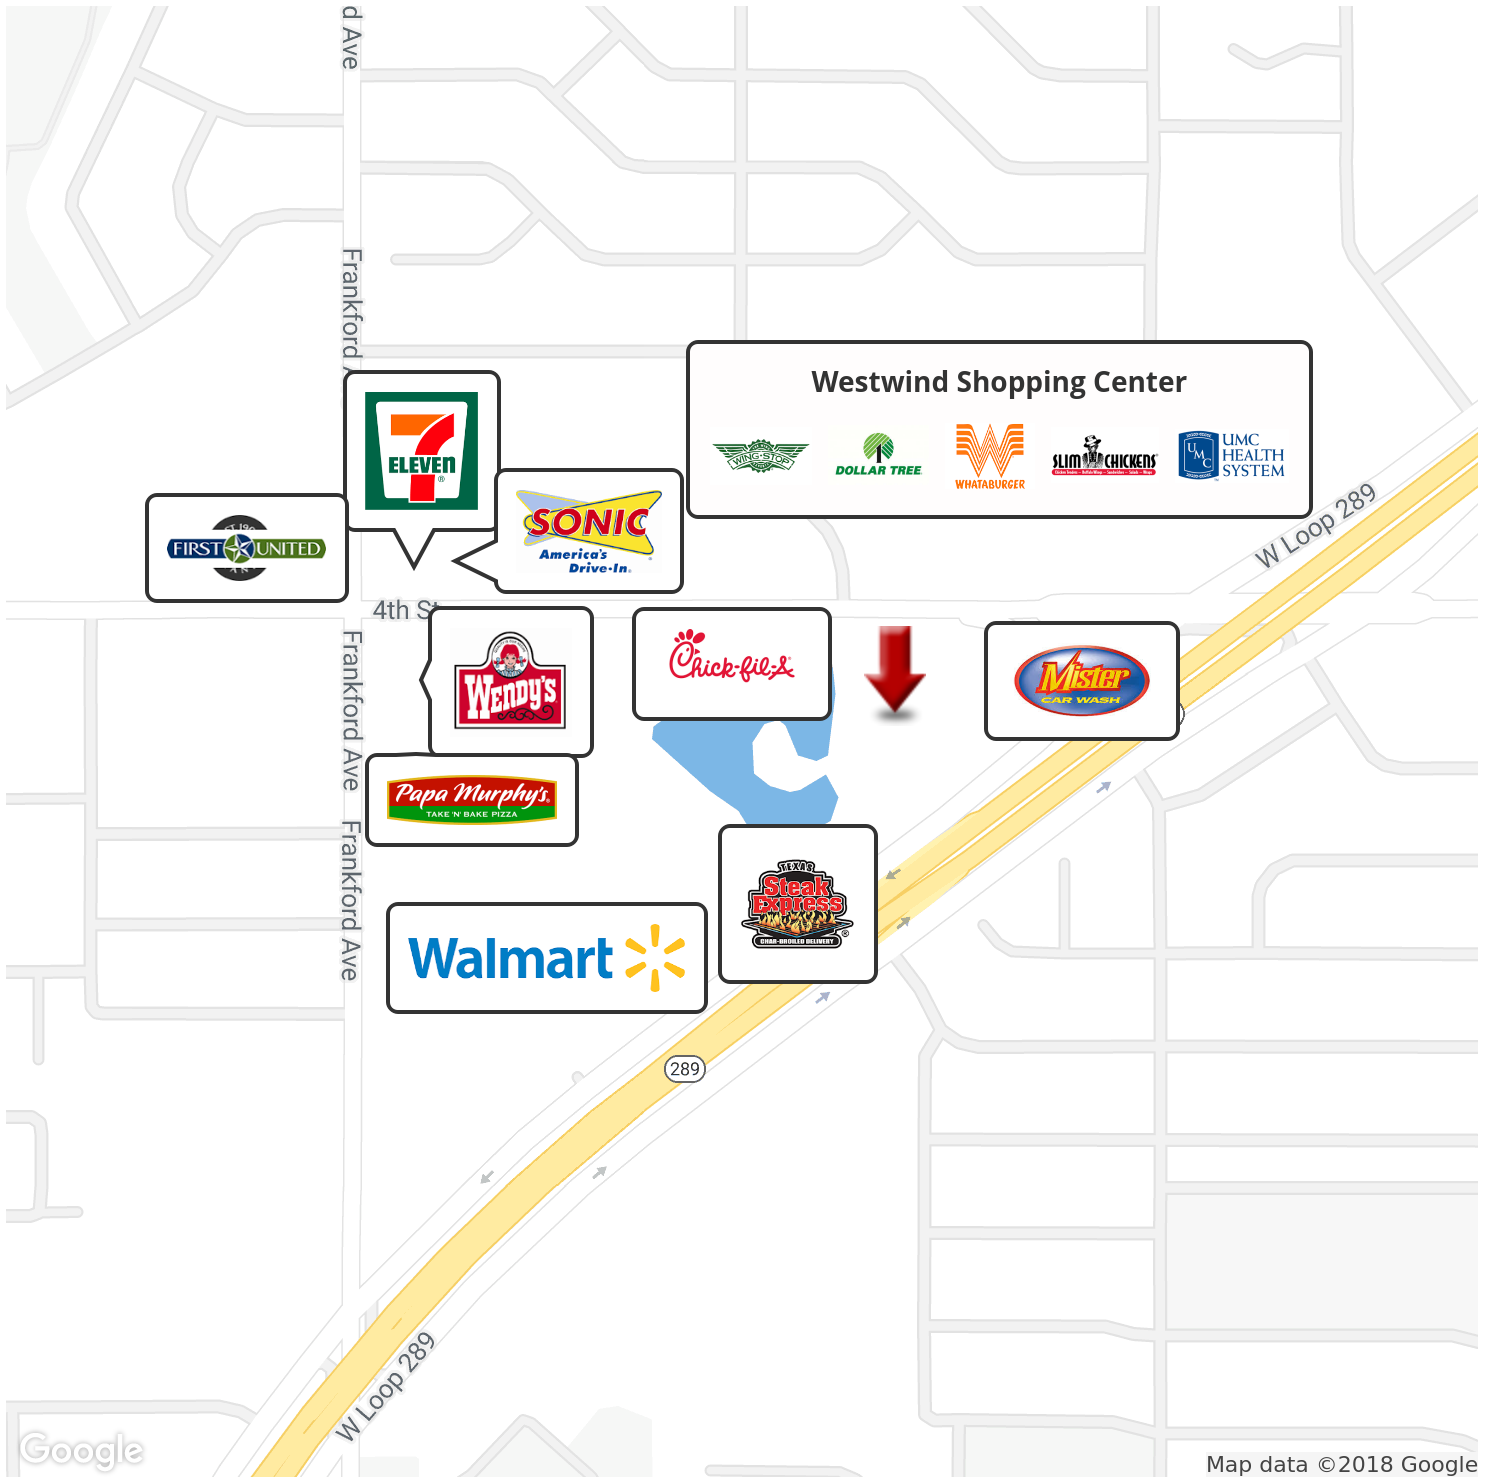 d Ave
Frankford A
Westwind Shopping Center
WING·STOP
DOLLAR TREE
WHATABURGER
SLIM CHICKENS
UMC
UMC
HEALTH
SYSTEM
7
ELEVEN
®
SONIC
America's
Drive-In
FIRST UNITED
W Loop 289
4th St
Frankford Ave
Wendy's
Chick-fil-A
Mister
CAR WASH
Papa Murphy's
TAKE 'N' BAKE PIZZA
Frankford Ave
TEXAS
Steak
Express
CHAR-BROILED DELIVERY
®
Walmart
289
W Loop 289
Google
Map data ©2018 Google